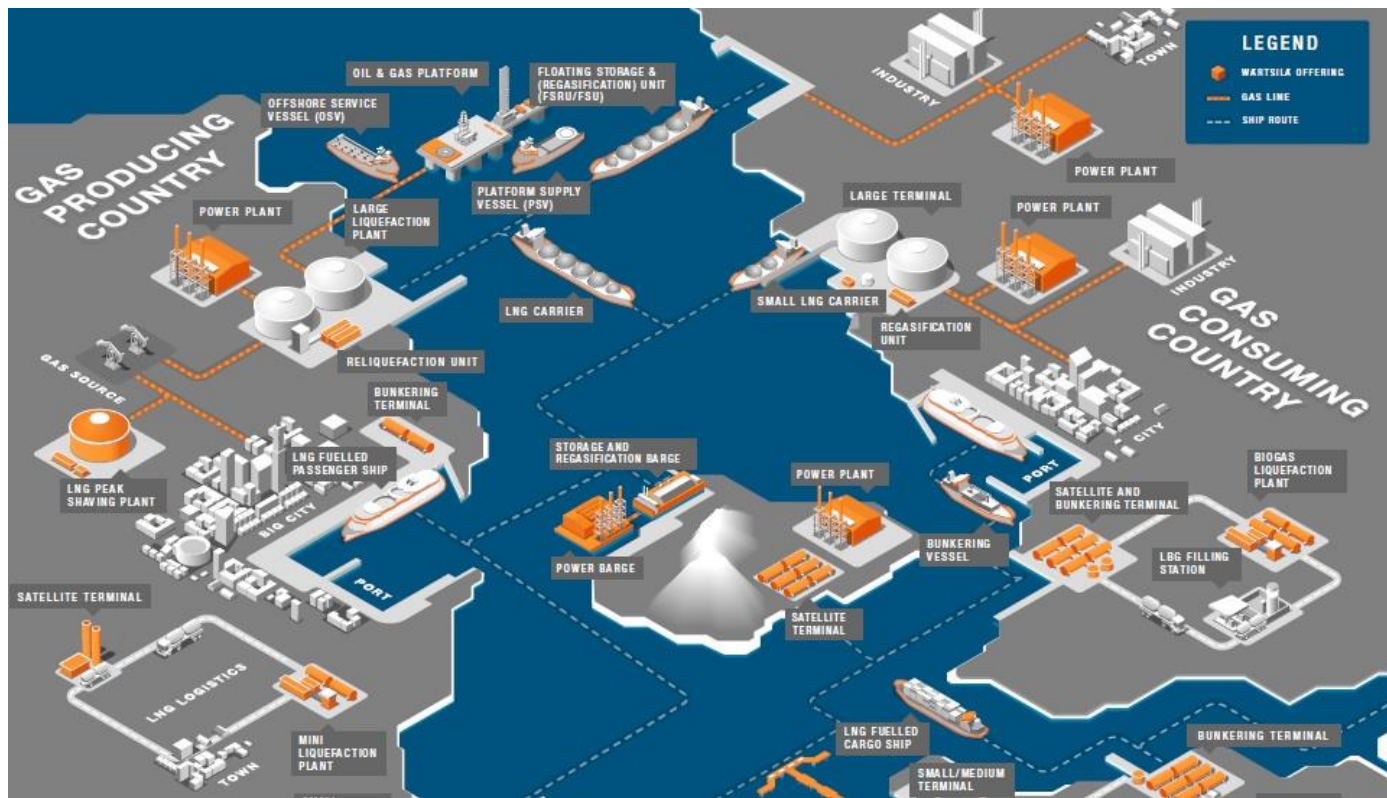 LEGEND
WÄRTSILÄ OFFERING
GAS LINE
SHIP ROUTE
TOWN
INDUSTRY
POWER PLANT
OIL & GAS PLATFORM
FLOATING STORAGE &
(REGASIFICATION) UNIT
(FSRU/FSU)
OFFSHORE SERVICE
VESSEL (OSV)
GAS
PRODUCING
COUNTRY
PLATFORM SUPPLY
VESSEL (PSV)
POWER PLANT
LARGE
LIQUEFACTION
PLANT
LARGE TERMINAL
POWER PLANT
INDUSTRY
LNG CARRIER
SMALL LNG CARRIER
REGASIFICATION
UNIT
GAS
CONSUMING
COUNTRY
RELIQUEFACTION UNIT
GAS SOURCE
BUNKERING
TERMINAL
CITY
LNG FUELLED
PASSENGER SHIP
STORAGE AND
REGASIFICATION BARGE
POWER PLANT
PORT
BIOGAS
LIQUEFACTION
PLANT
LNG PEAK
SHAVING PLANT
BIG CITY
SATELLITE AND
BUNKERING TERMINAL
BUNKERING
VESSEL
LBG FILLING
STATION
POWER BARGE
PORT
SATELLITE TERMINAL
SATELLITE
TERMINAL
LNG LOGISTICS
MINI
LIQUEFACTION
PLANT
TOWN
LNG FUELLED
CARGO SHIP
BUNKERING TERMINAL
SMALL/MEDIUM
TERMINAL